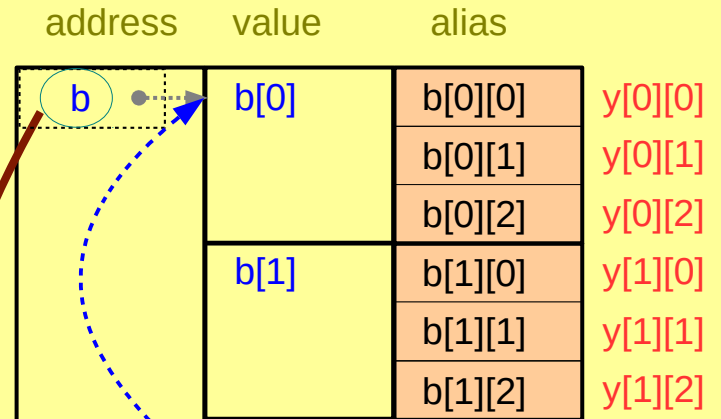 address value alias
b b[0] b[0][0] y[0][0]
b[0][1] y[0][1]
b[0][2] y[0][2]
b[1] b[1][0] y[1][0]
b[1][1] y[1][1]
b[1][2] y[1][2]